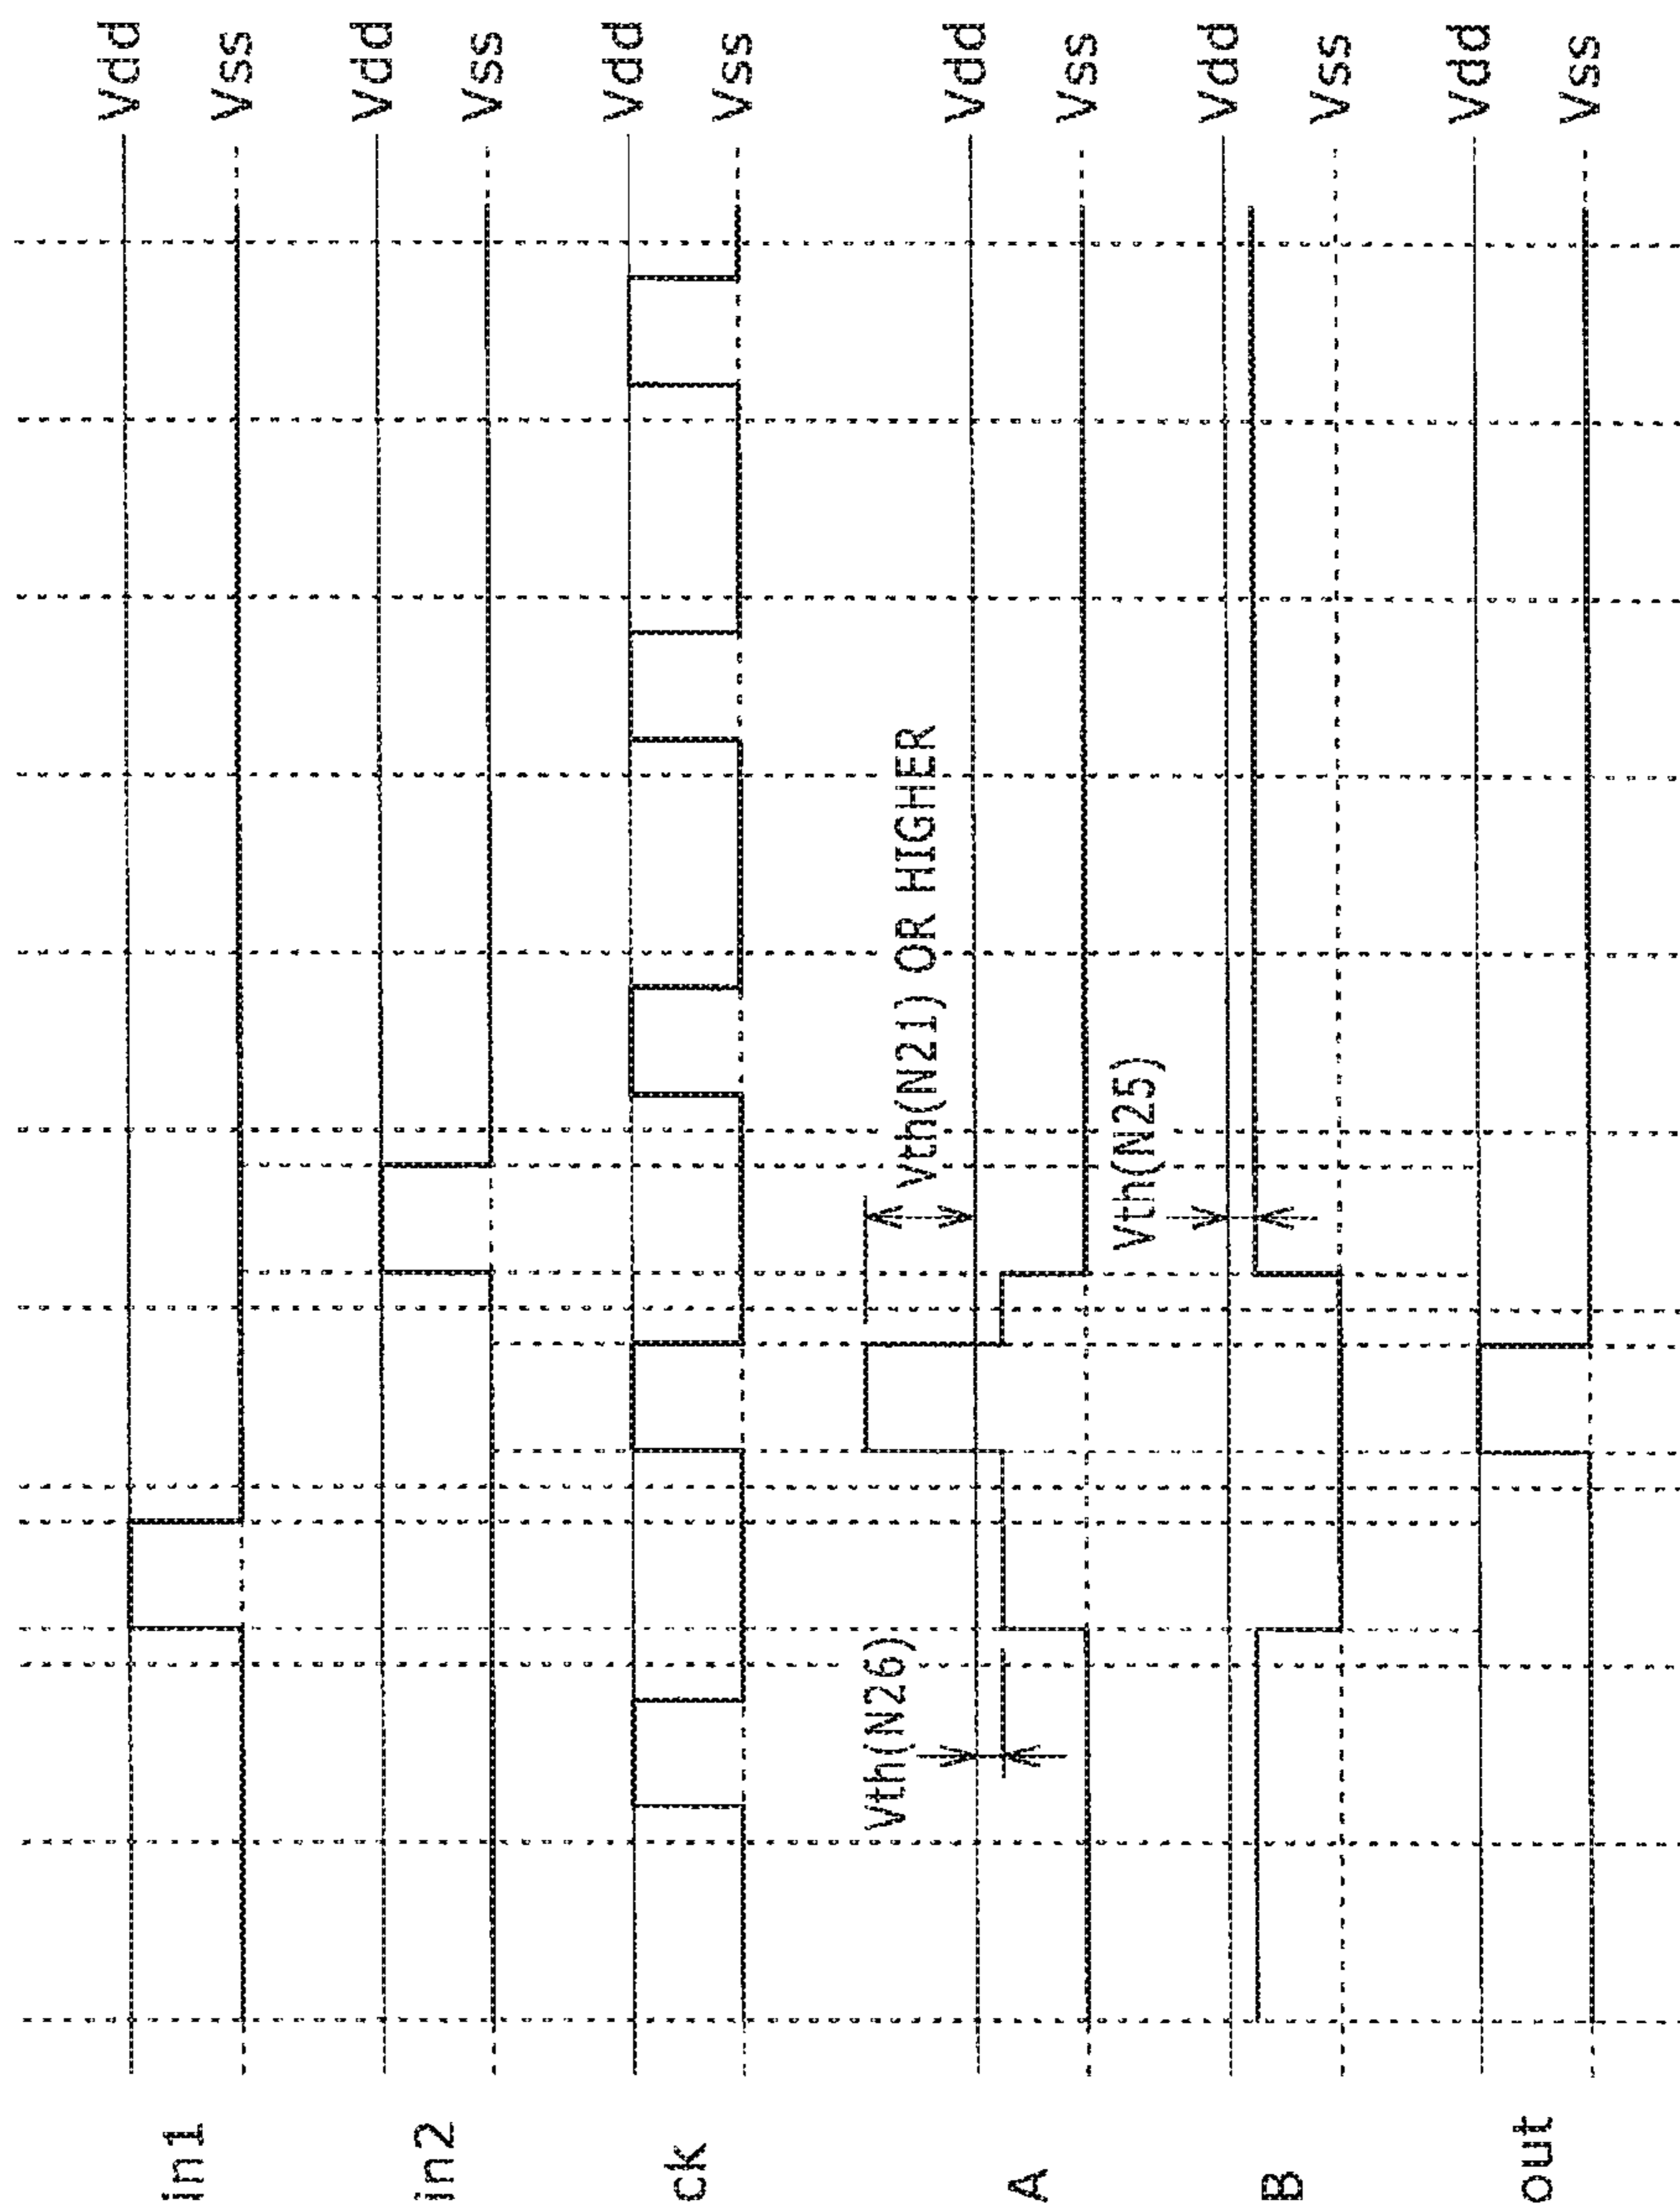 in1
Vdd
Vss
in2
Vdd
Vss
ck
Vdd
Vss
Vth(N26)
Vth(N21) OR HIGHER
A
Vdd
Vss
Vth(N25)
B
Vdd
Vss
out
Vdd
Vss